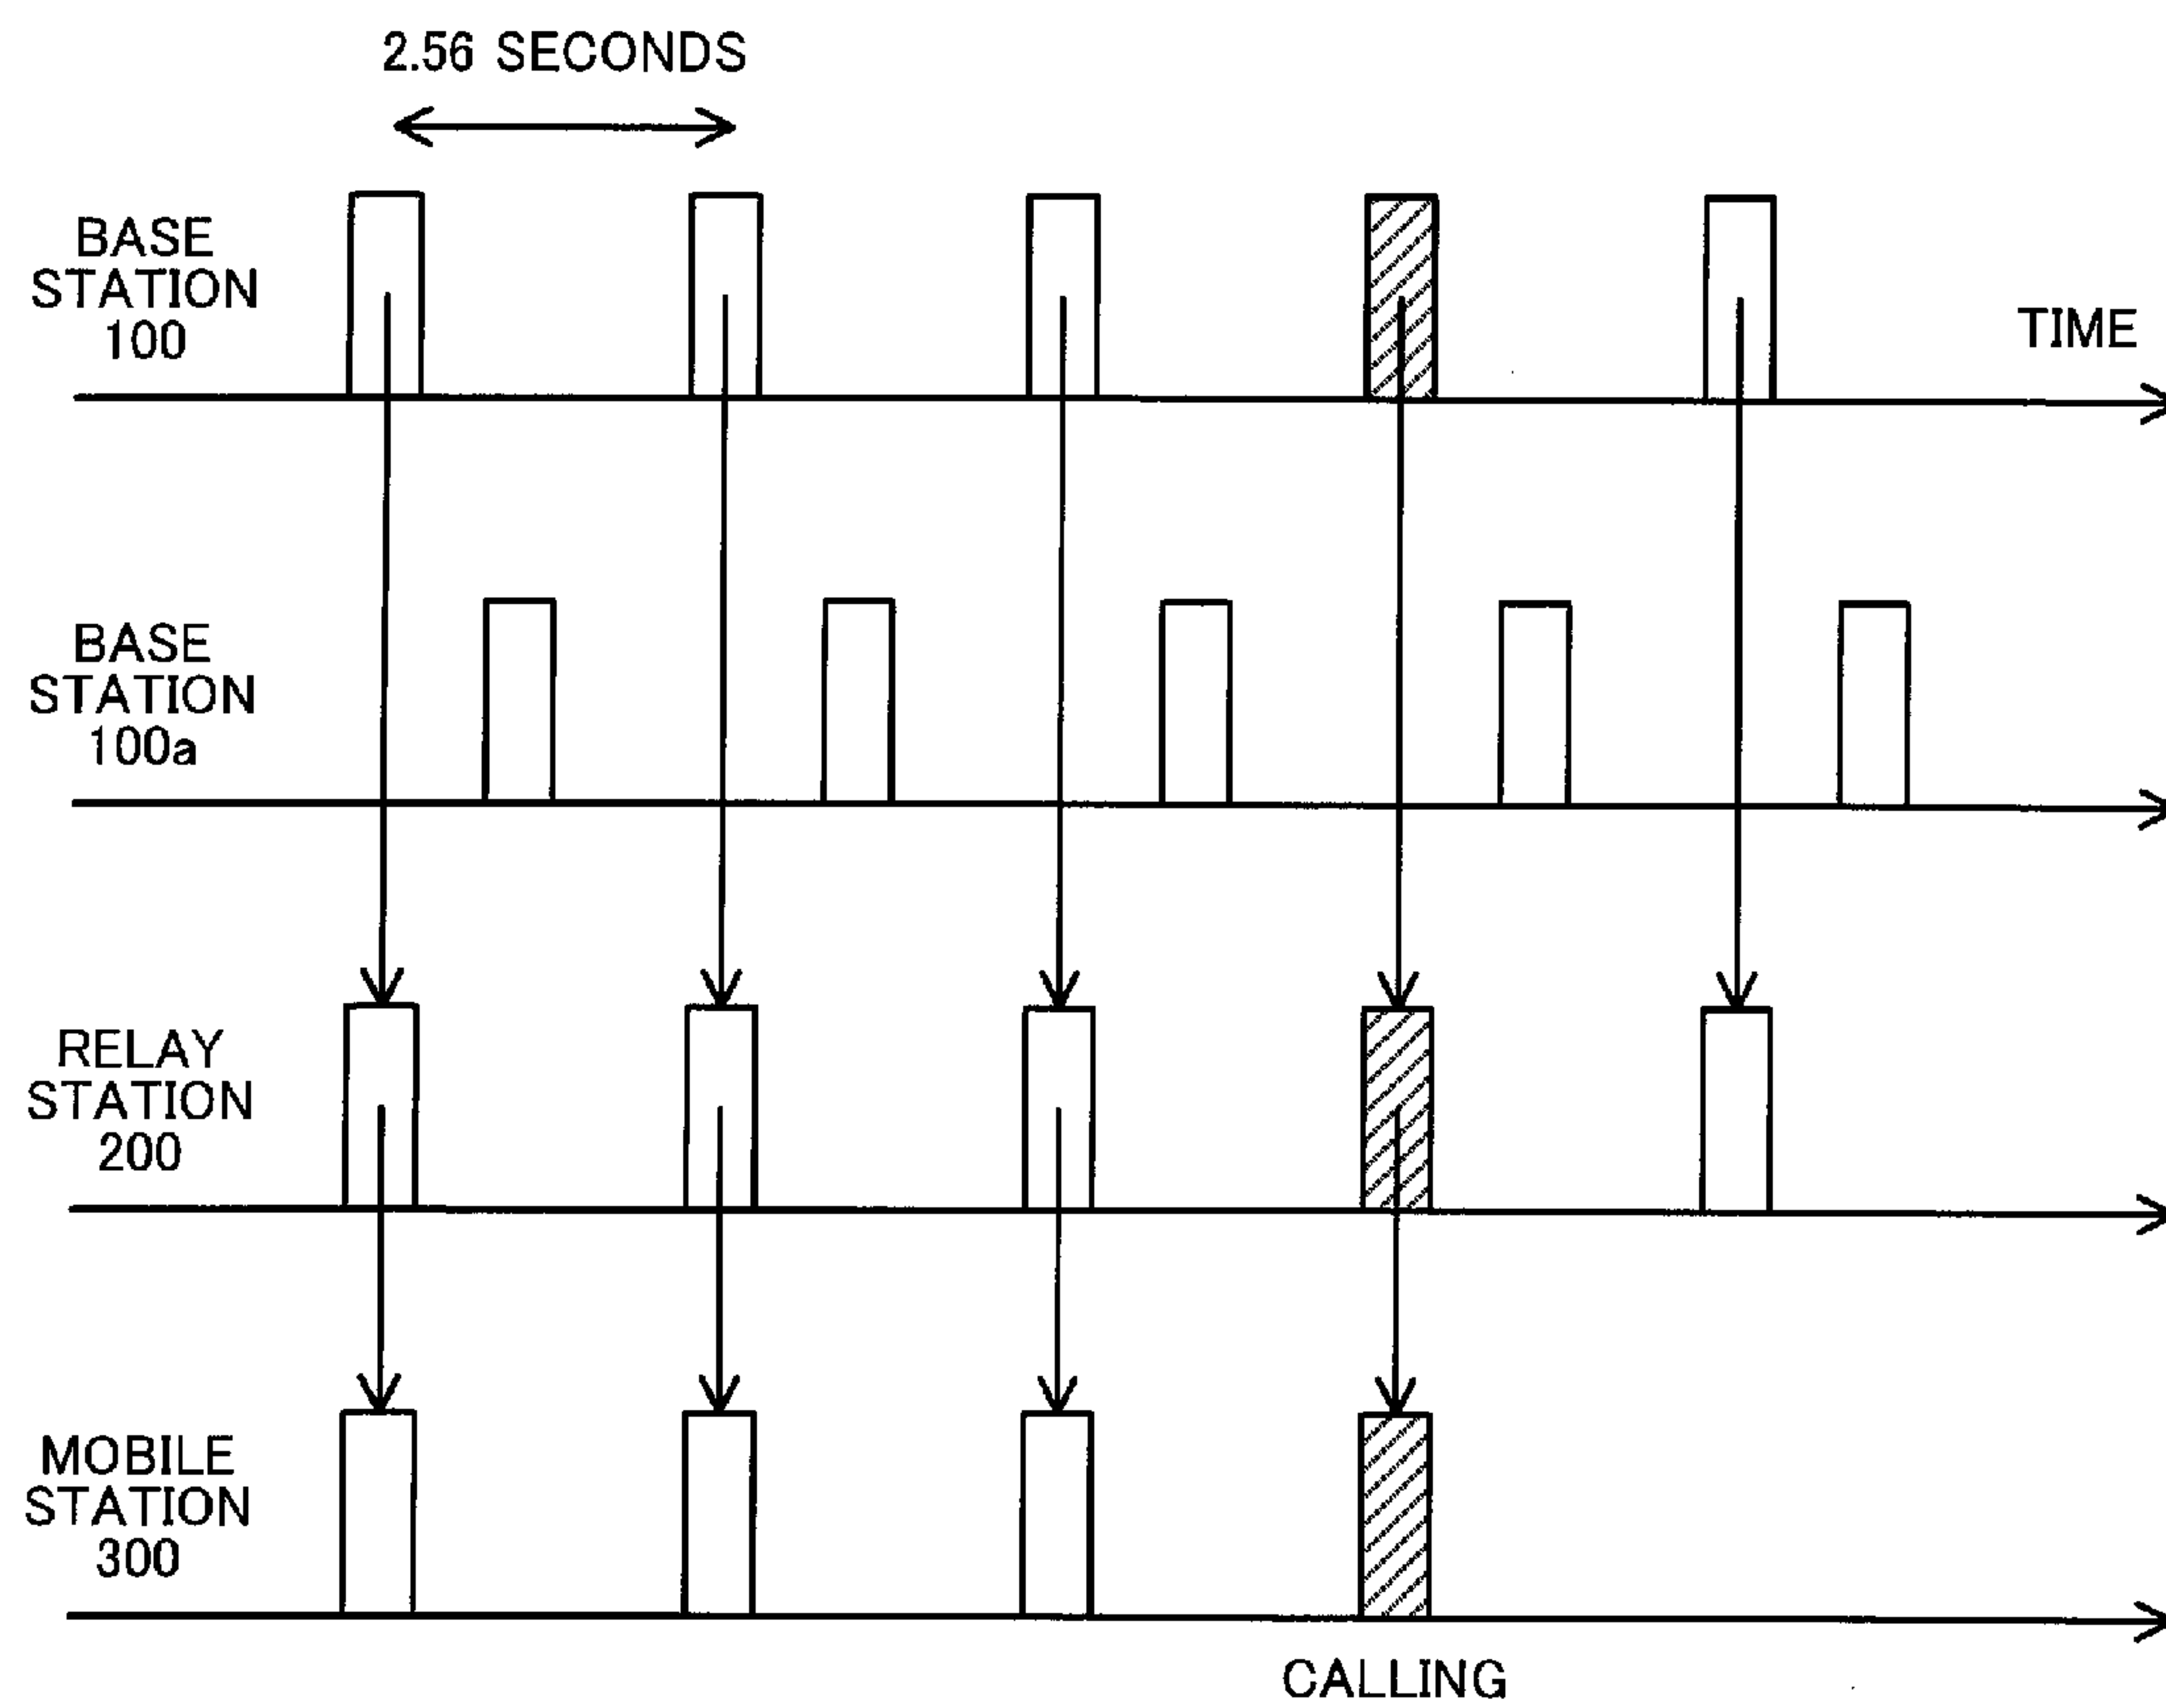 2.56 SECONDS
BASE
STATION
100
TIME
BASE
STATION
100a
RELAY
STATION
200
MOBILE
STATION
300
CALLING